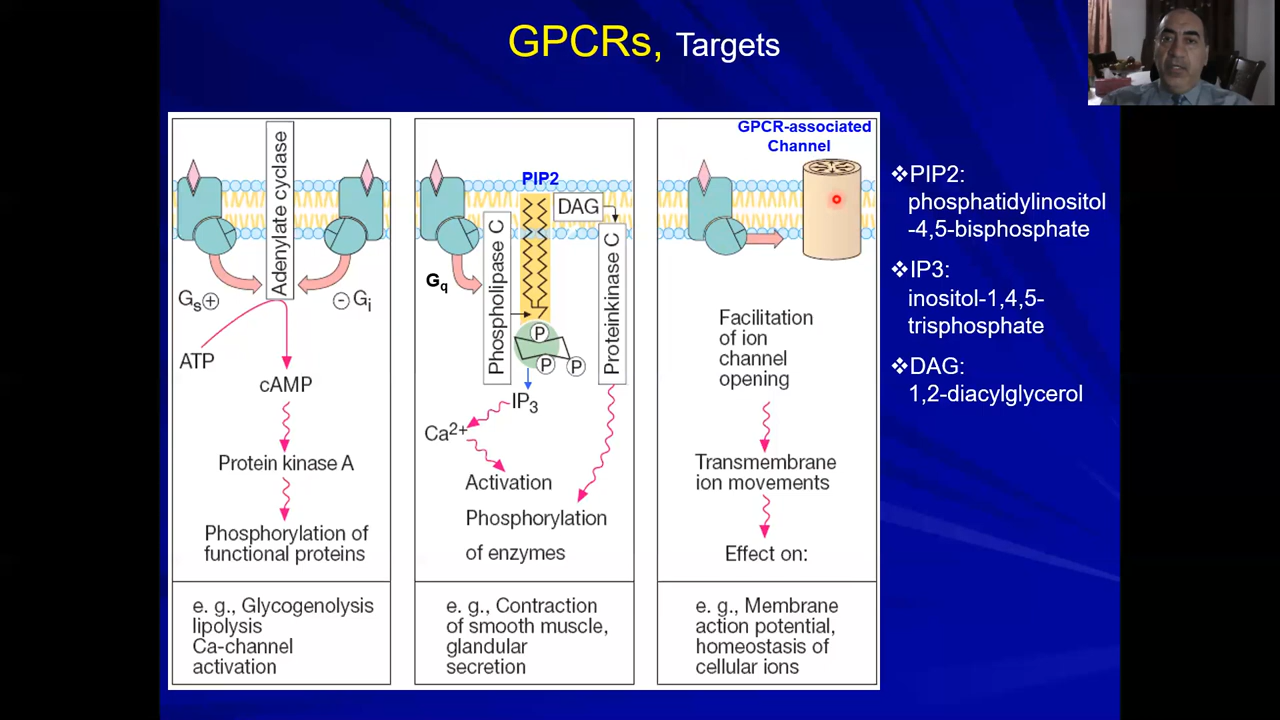 GPCRs, Targets
Adenylate cyclase
Gs+
− Gi
ATP
cAMP
Protein kinase A
Phosphorylation of
functional proteins
e. g., Glycogenolysis
lipolysis
Ca-channel
activation
PIP2
DAG
Gq
Phospholipase C
Proteinkinase C
P
P
P
IP3
Ca2+
Activation
Phosphorylation
of enzymes
e. g., Contraction
of smooth muscle,
glandular
secretion
GPCR-associated
Channel
Facilitation
of ion
channel
opening
Transmembrane
ion movements
Effect on:
e. g., Membrane
action potential,
homeostasis of
cellular ions
❖PIP2:
phosphatidylinositol
-4,5-bisphosphate
❖IP3:
inositol-1,4,5-
trisphosphate
❖DAG:
1,2-diacylglycerol